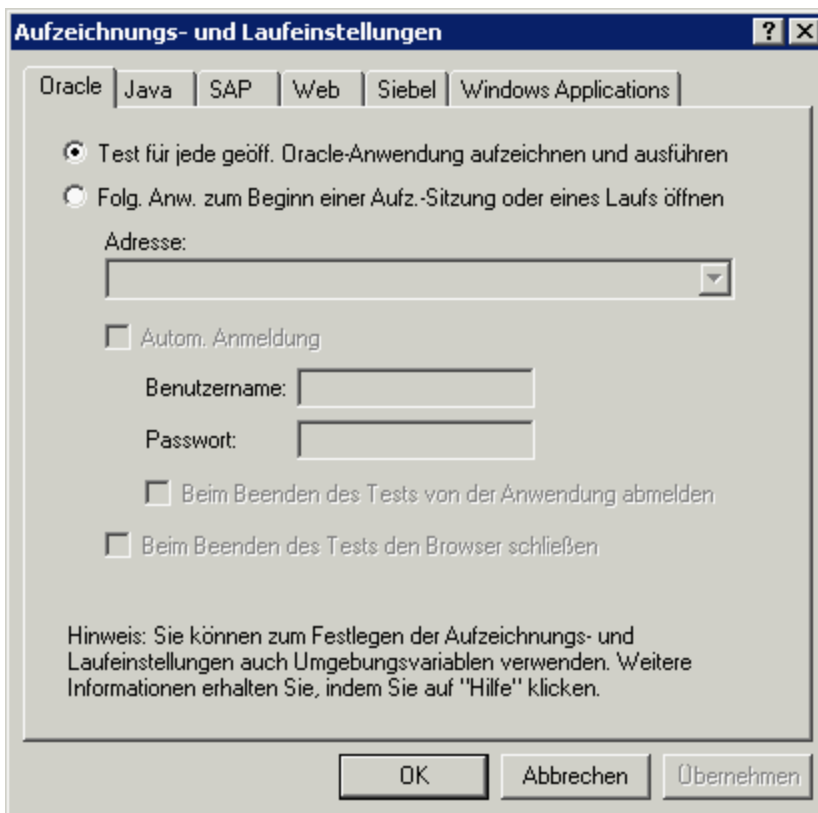 Aufzeichnungs- und Laufeinstellungen
Oracle Java SAP Web Siebel Windows Applications
Test für jede geöff. Oracle-Anwendung aufzeichnen und ausführen
Folg. Anw. zum Beginn einer Aufz.-Sitzung oder eines Laufs öffnen
Adresse:
Autom. Anmeldung
Benutzername:
Passwort:
Beim Beenden des Tests von der Anwendung abmelden
Beim Beenden des Tests den Browser schließen
Hinweis: Sie können zum Festlegen der Aufzeichnungs- und
Laufeinstellungen auch Umgebungsvariablen verwenden. Weitere
Informationen erhalten Sie, indem Sie auf "Hilfe" klicken.
OK Abbrechen Übernehmen